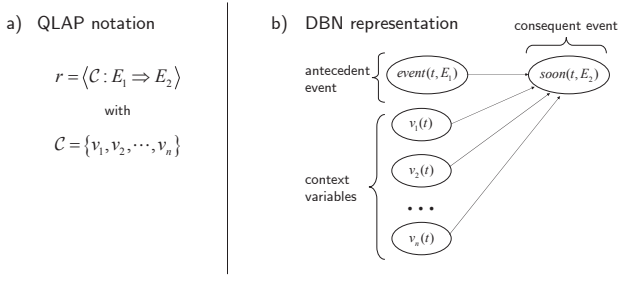 a) QLAP notation
r = ⟨𝒞 : E₁ ⇒ E₂⟩
with
𝒞 = {v₁, v₂, ⋯, vₙ}
b) DBN representation
consequent event
antecedent
event
event(t, E₁)
soon(t, E₂)
v₁(t)
context
variables
v₂(t)
• • •
vₙ(t)